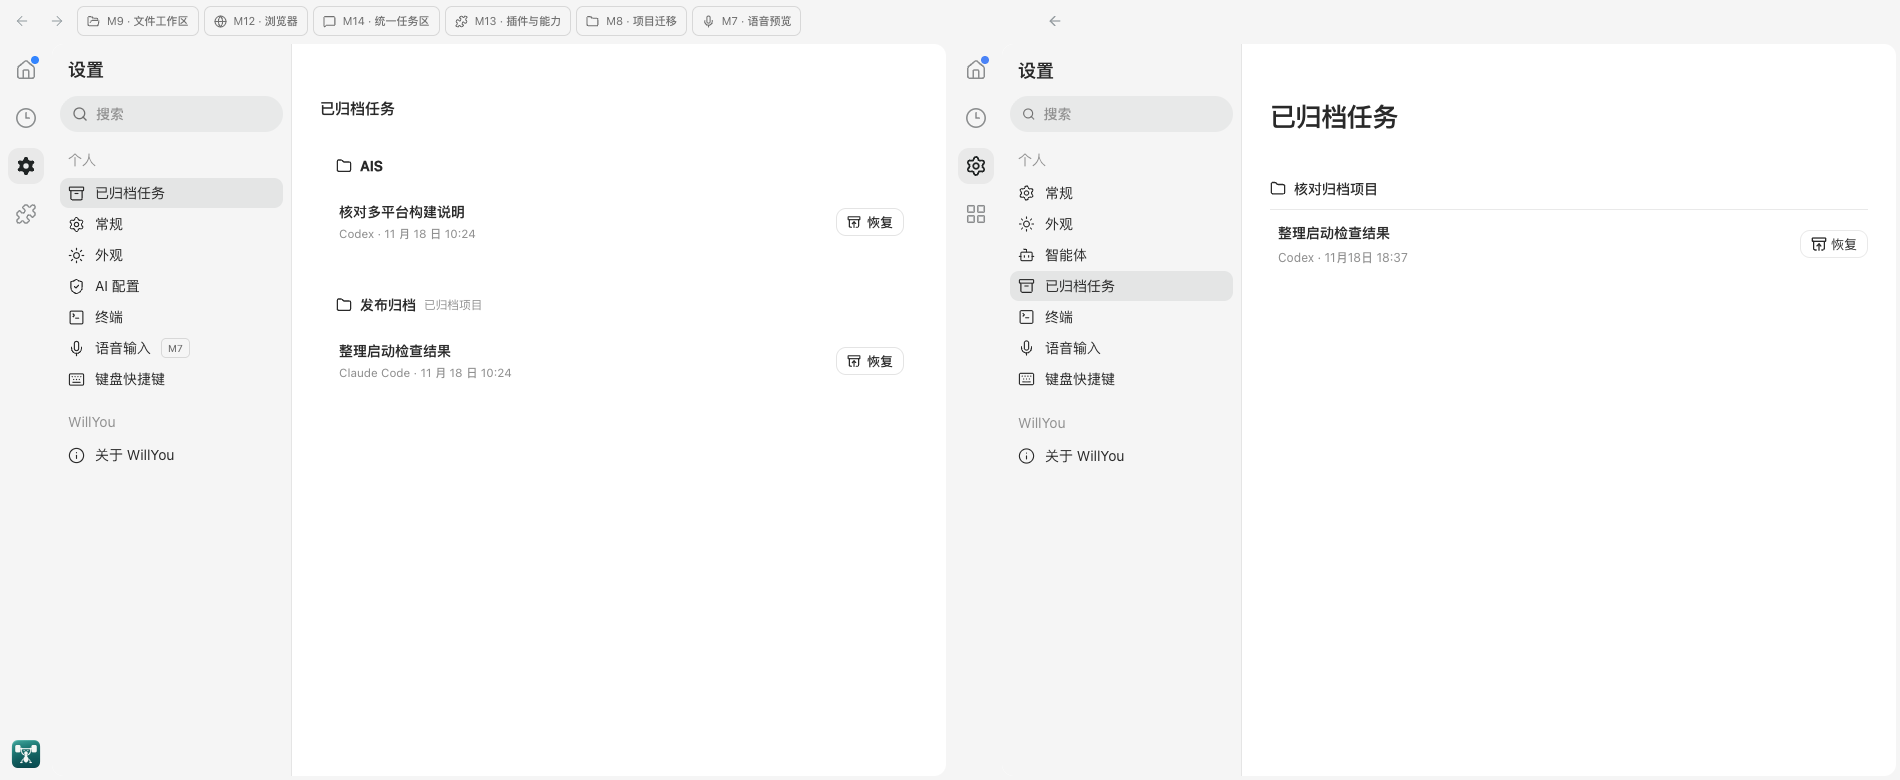 M9 · 文件工作区
M12 · 浏览器
M14 · 统一任务区
M13 · 插件与能力
M8 · 项目迁移
M7 · 语音预览
设置
搜索
个人
已归档任务
常规
外观
AI 配置
终端
语音输入 M7
键盘快捷键
WillYou
关于 WillYou
已归档任务
AIS
核对多平台构建说明
Codex · 11 月 18 日 10:24
恢复
发布归档 已归档项目
整理启动检查结果
Claude Code · 11 月 18 日 10:24
恢复
设置
搜索
个人
常规
外观
智能体
已归档任务
终端
语音输入
键盘快捷键
WillYou
关于 WillYou
已归档任务
核对归档项目
整理启动检查结果
Codex · 11月18日 18:37
恢复